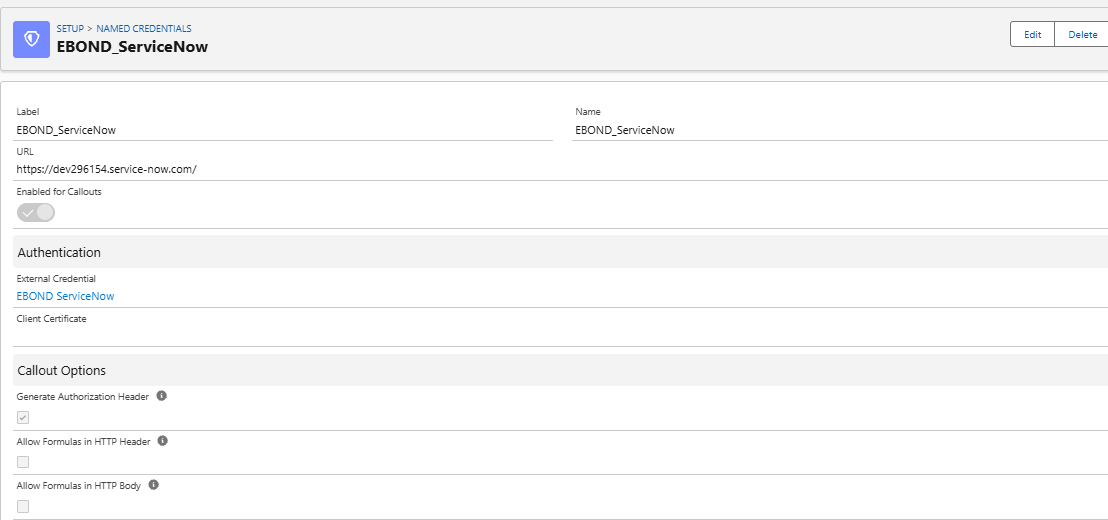 SETUP > NAMED CREDENTIALS
EBOND_ServiceNow
Edit
Delete
Label
Name
EBOND_ServiceNow
EBOND_ServiceNow
URL
https://dev296154.service-now.com/
Enabled for Callouts
Authentication
External Credential
EBOND ServiceNow
Client Certificate
Callout Options
Generate Authorization Header
Allow Formulas in HTTP Header
Allow Formulas in HTTP Body